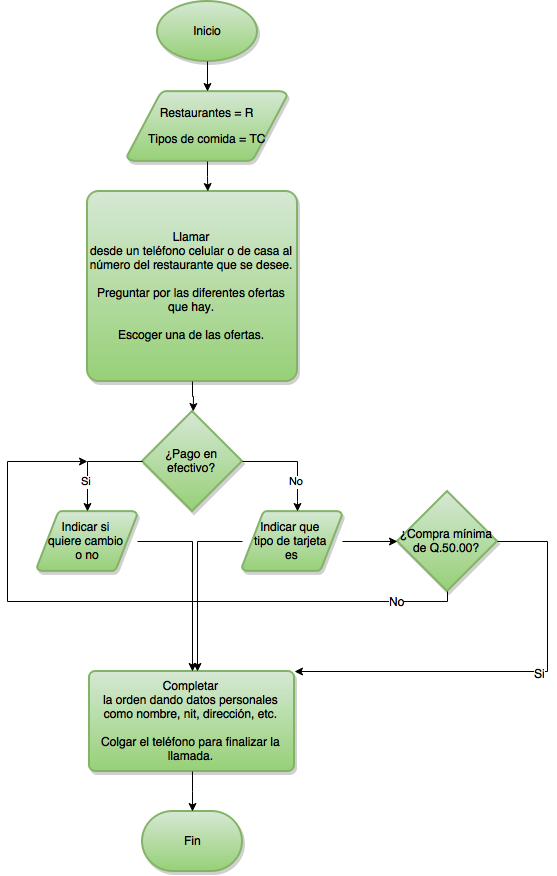 Inicio
Restaurantes = R
Tipos de comida = TC
Llamar
desde un teléfono celular o de casa al
número del restaurante que se desee.
Preguntar por las diferentes ofertas
que hay.
Escoger una de las ofertas.
¿Pago en
efectivo?
Si
No
Indicar si
quiere cambio
o no
Indicar que
tipo de tarjeta
es
¿Compra mínima
de Q.50.00?
No
Si
Completar
la orden dando datos personales
como nombre, nit, dirección, etc.
Colgar el teléfono para finalizar la
llamada.
Fin